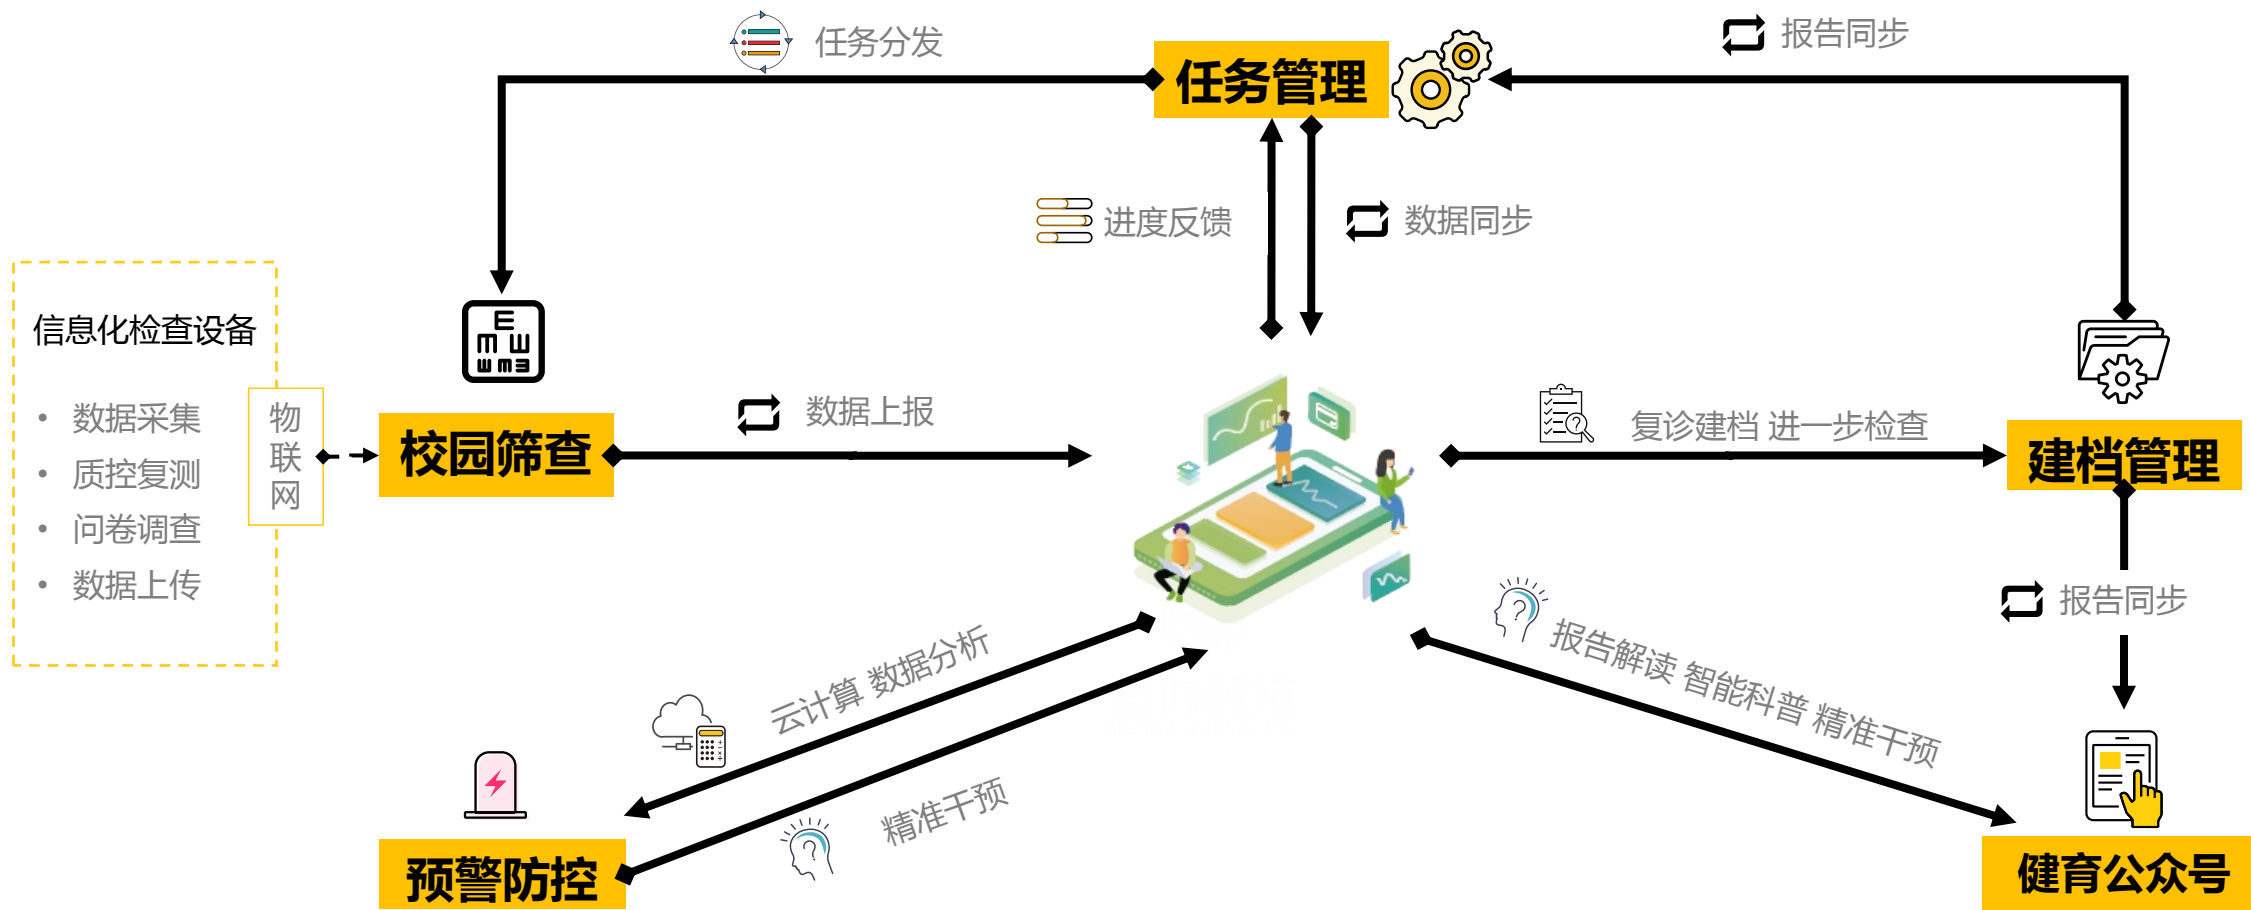 任务分发
任务管理
报告同步
进度反馈
数据同步
信息化检查设备
• 数据采集
• 质控复测
• 问卷调查
• 数据上传
物
联
网
校园筛查
数据上报
复诊建档 进一步检查
建档管理
报告同步
云计算 数据分析
精准干预
报告解读 智能科普 精准干预
预警防控
健育公众号